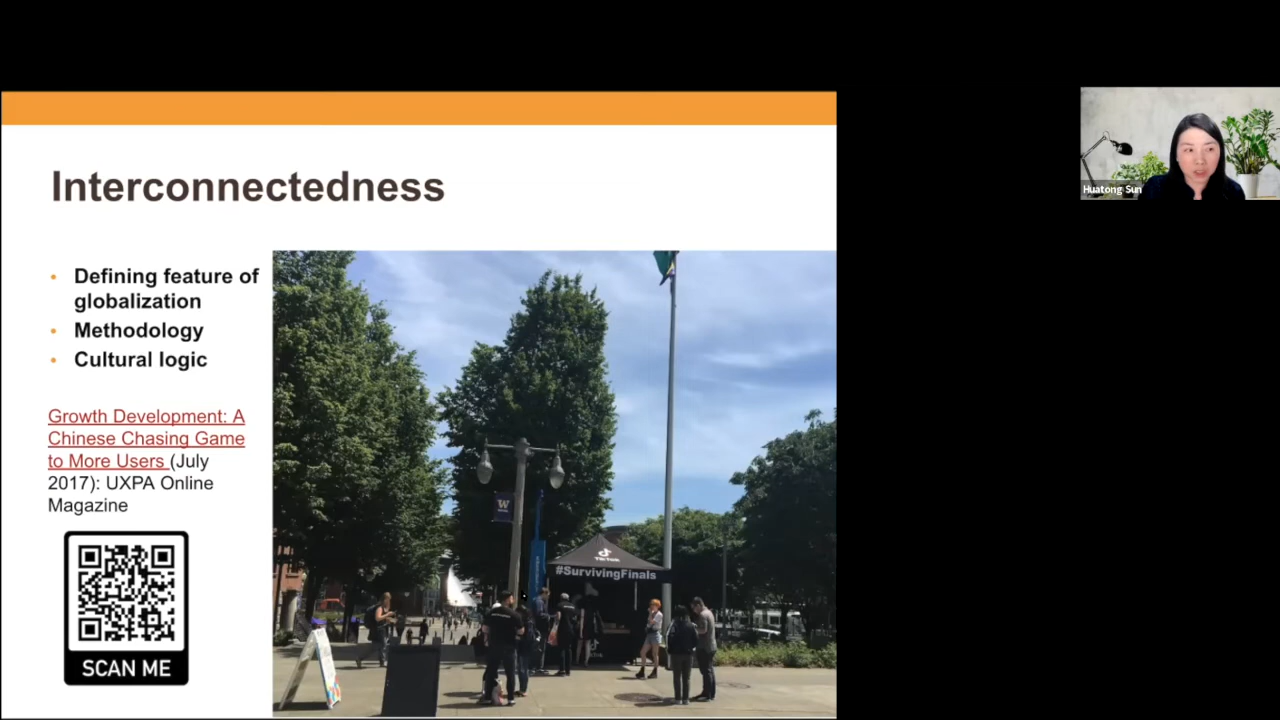 Interconnectedness
• Defining feature of
globalization
• Methodology
• Cultural logic
Growth Development: A
Chinese Chasing Game
to More Users (July
2017): UXPA Online
Magazine
SCAN ME
W
TikTok
#SurvivingFinals
Huatong Sun